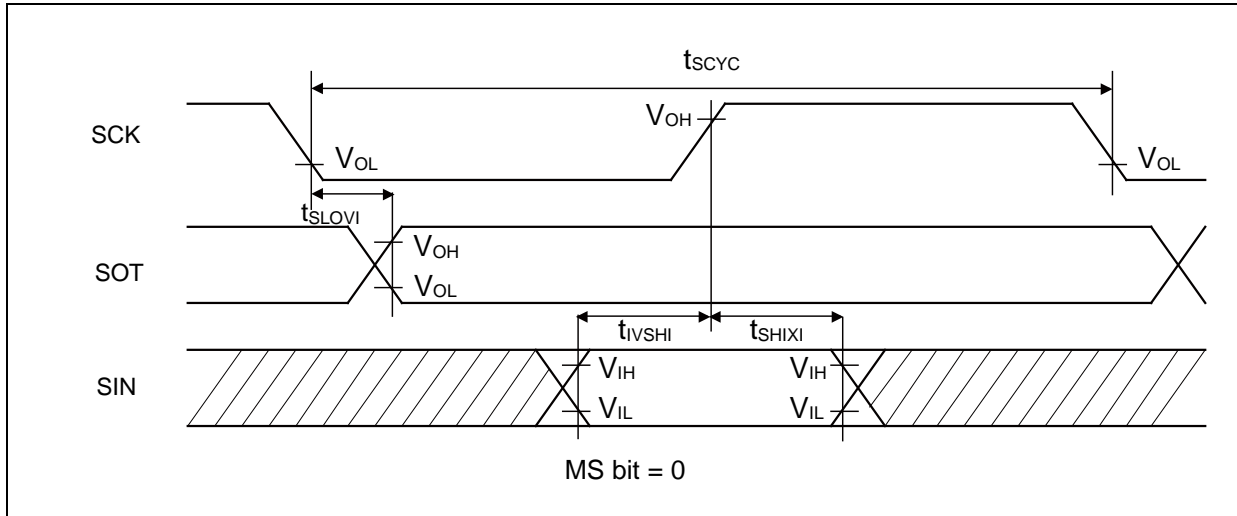 tSCYC
SCK
VOH
VOL
VOL
tSLOVI
SOT
VOH
VOL
tIVSHI
tSHIXI
SIN
VIH
VIH
VIL
VIL
MS bit = 0